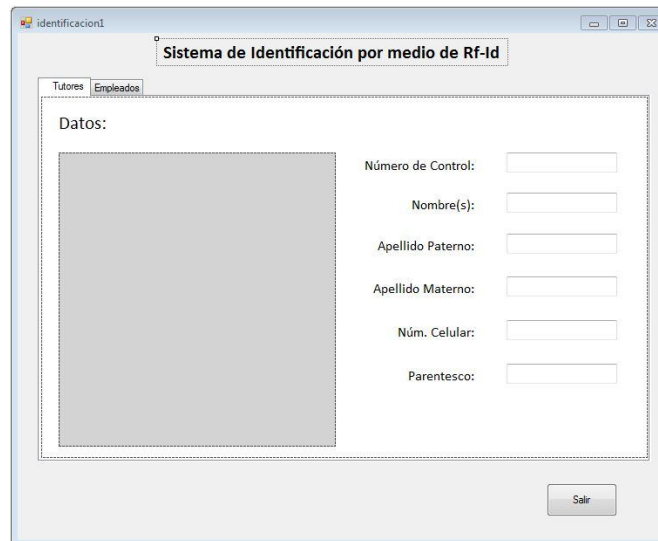 identificacion1
Sistema de Identificación por medio de Rf-Id
Tutores Empleados
Datos:
Número de Control:
Nombre(s):
Apellido Paterno:
Apellido Materno:
Núm. Celular:
Parentesco:
Salir